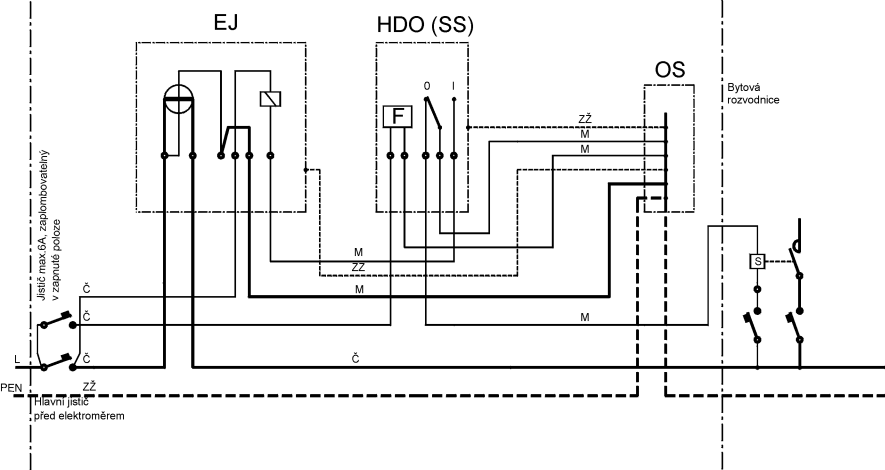 EJ
HDO (SS)
OS
Bytová
rozvodnice
0
I
F
ZŽ
M
M
Jistič max.6A, zaplombovatelný
v zapnuté poloze
M
ZZ
S
Č
M
Č
M
L
Č
Č
PEN
ZŽ
Hlavní jistič
před elektroměrem